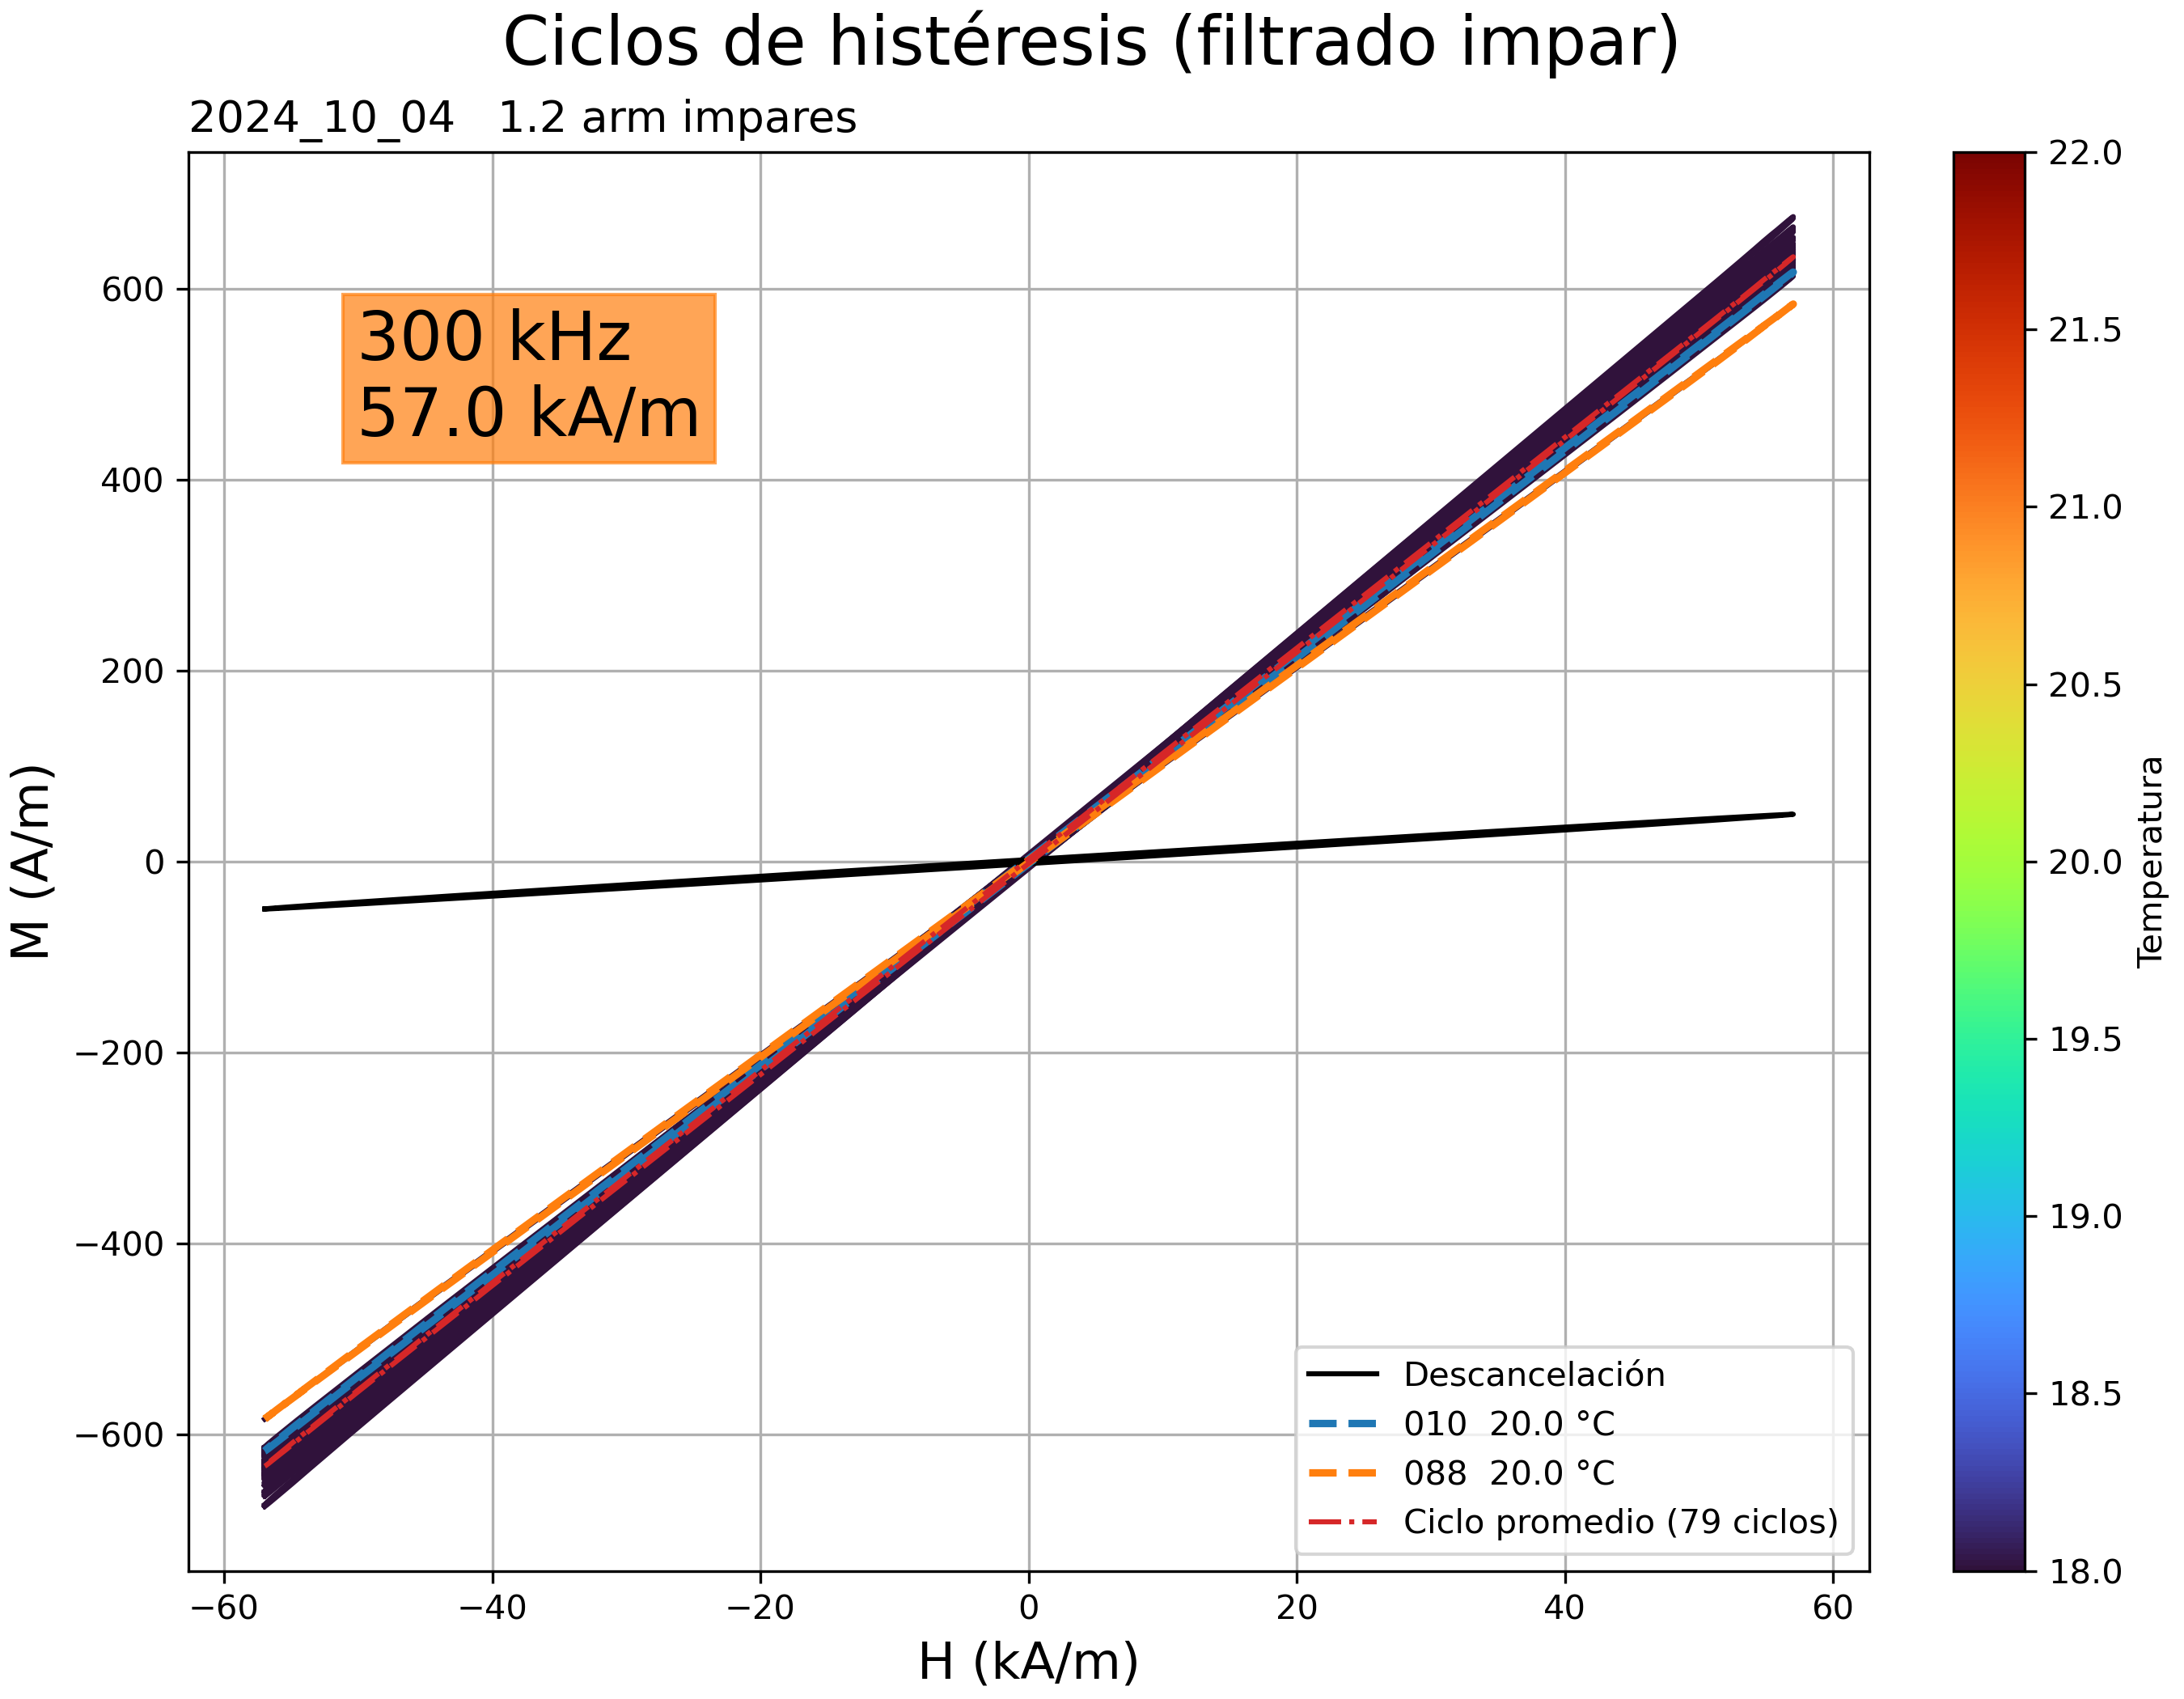 Ciclos de histéresis (filtrado impar)
2024_10_04   1.2 arm impares
300 kHz
57.0 kA/m
M (A/m)
600
400
200
0
−200
−400
−600
−60
−40
−20
0
20
40
60
H (kA/m)
Descancelación
010  20.0 °C
088  20.0 °C
Ciclo promedio (79 ciclos)
22.0
21.5
21.0
20.5
20.0
19.5
19.0
18.5
18.0
Temperatura